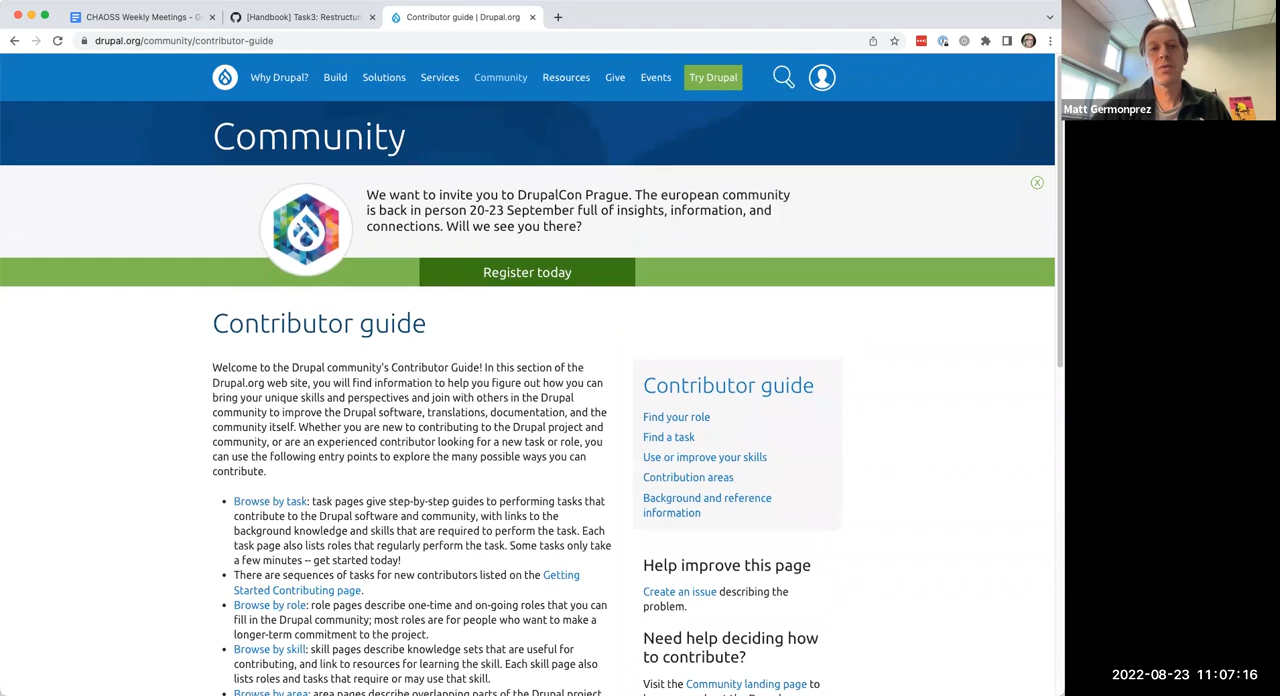 CHAOSS Weekly Meetings - G
[Handbook] Task3: Restructuri
Contributor guide | Drupal.org
drupal.org/community/contributor-guide
Why Drupal?
Build
Solutions
Services
Community
Resources
Give
Events
Try Drupal
Matt Germonprez
Community
We want to invite you to DrupalCon Prague. The european community
is back in person 20-23 September full of insights, information, and
connections. Will we see you there?
Register today
Contributor guide
Welcome to the Drupal community's Contributor Guide! In this section of the
Drupal.org web site, you will find information to help you figure out how you can
bring your unique skills and perspectives and join with others in the Drupal
community to improve the Drupal software, translations, documentation, and the
community itself. Whether you are new to contributing to the Drupal project and
community, or are an experienced contributor looking for a new task or role, you
can use the following entry points to explore the many possible ways you can
contribute.
• Browse by task: task pages give step-by-step guides to performing tasks that
contribute to the Drupal software and community, with links to the
background knowledge and skills that are required to perform the task. Each
task page also lists roles that regularly perform the task. Some tasks only take
a few minutes -- get started today!
• There are sequences of tasks for new contributors listed on the Getting
Started Contributing page.
• Browse by role: role pages describe one-time and on-going roles that you can
fill in the Drupal community; most roles are for people who want to make a
longer-term commitment to the project.
• Browse by skill: skill pages describe knowledge sets that are useful for
contributing, and link to resources for learning the skill. Each skill page also
lists roles and tasks that require or may use that skill.
• Browse by area: area pages describe overlapping parts of the Drupal project
Contributor guide
Find your role
Find a task
Use or improve your skills
Contribution areas
Background and reference
information
Help improve this page
Create an issue describing the
problem.
Need help deciding how
to contribute?
Visit the Community landing page to
2022-08-23 11:07:16